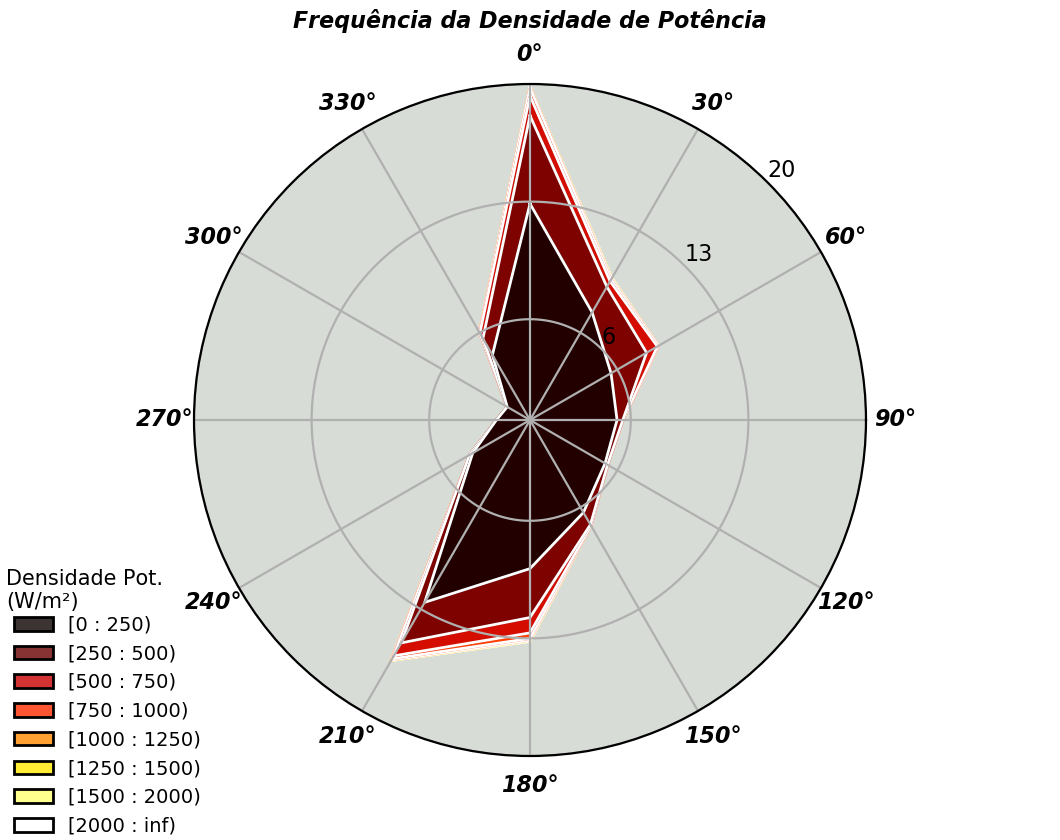 Frequência da Densidade de Potência
0°
330°
30°
20
300°
60°
13
6
270°
90°
Densidade Pot.
(W/m²)
240°
120°
[0 : 250)
[250 : 500)
[500 : 750)
[750 : 1000)
210°
150°
[1000 : 1250)
[1250 : 1500)
180°
[1500 : 2000)
[2000 : inf)